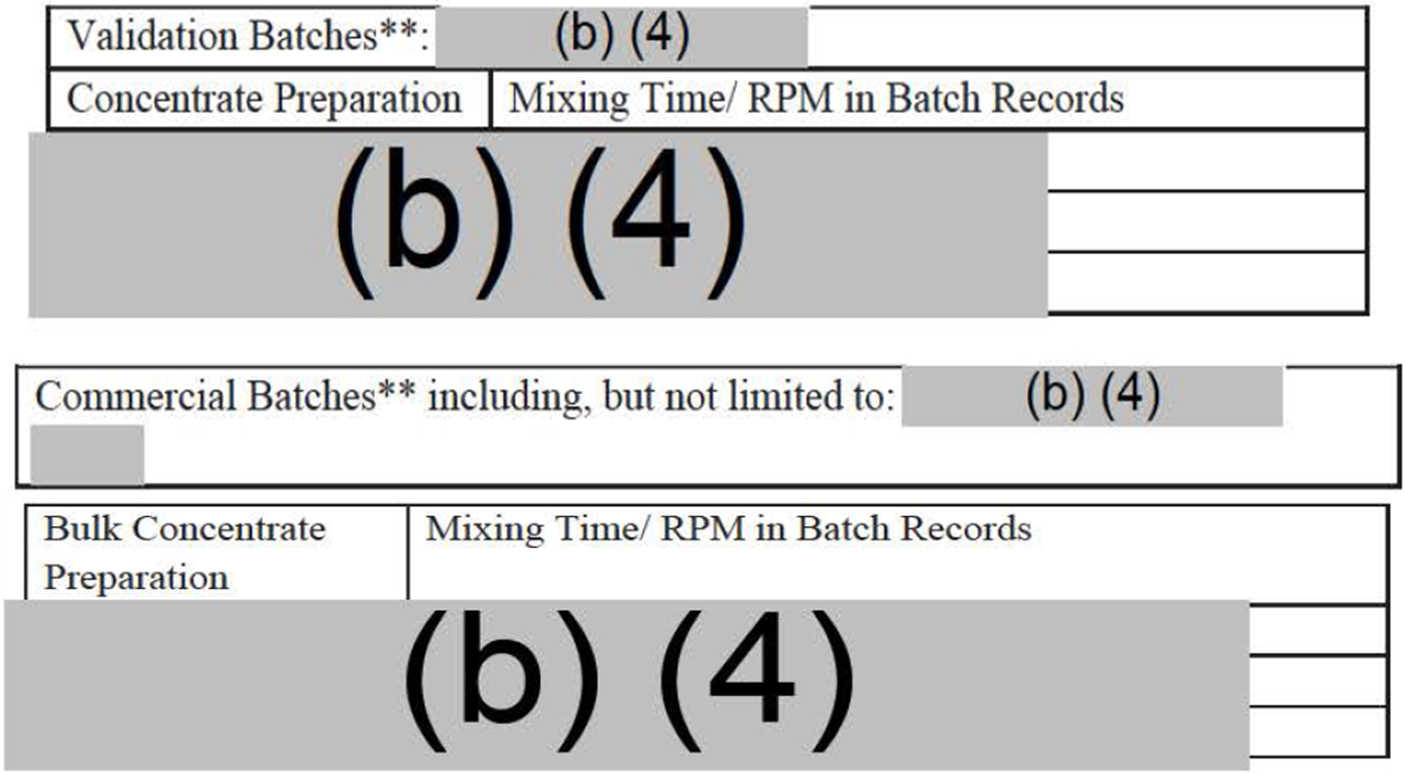 Validation Batches**: (b) (4)
Concentrate Preparation Mixing Time/ RPM in Batch Records
(b) (4)
Commercial Batches** including, but not limited to: (b) (4)
Bulk Concentrate Mixing Time/ RPM in Batch Records
Preparation
(b) (4)